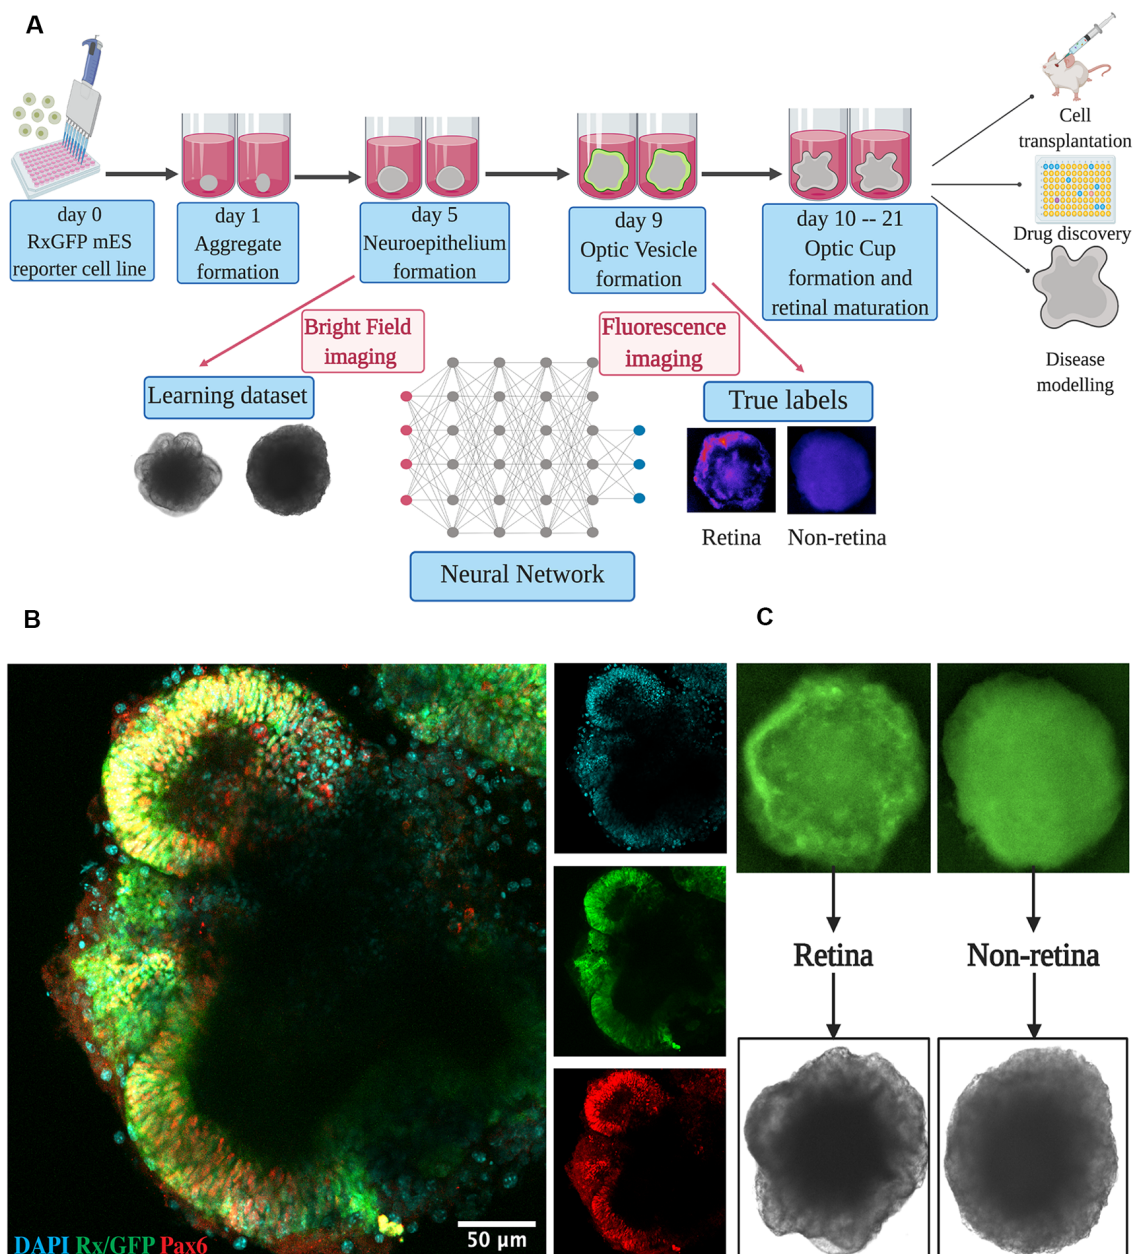 A
day 0
RxGFP mES
reporter cell line
day 1
Aggregate
formation
day 5
Neuroepithelium
formation
day 9
Optic Vesicle
formation
day 10 -- 21
Optic Cup
formation and
retinal maturation
Cell
transplantation
Drug discovery
Disease
modelling
Bright Field
imaging
Fluorescence
imaging
Learning dataset
True labels
Retina
Non-retina
Neural Network
B
DAPI Rx/GFP Pax6
50 µm
C
Retina
Non-retina